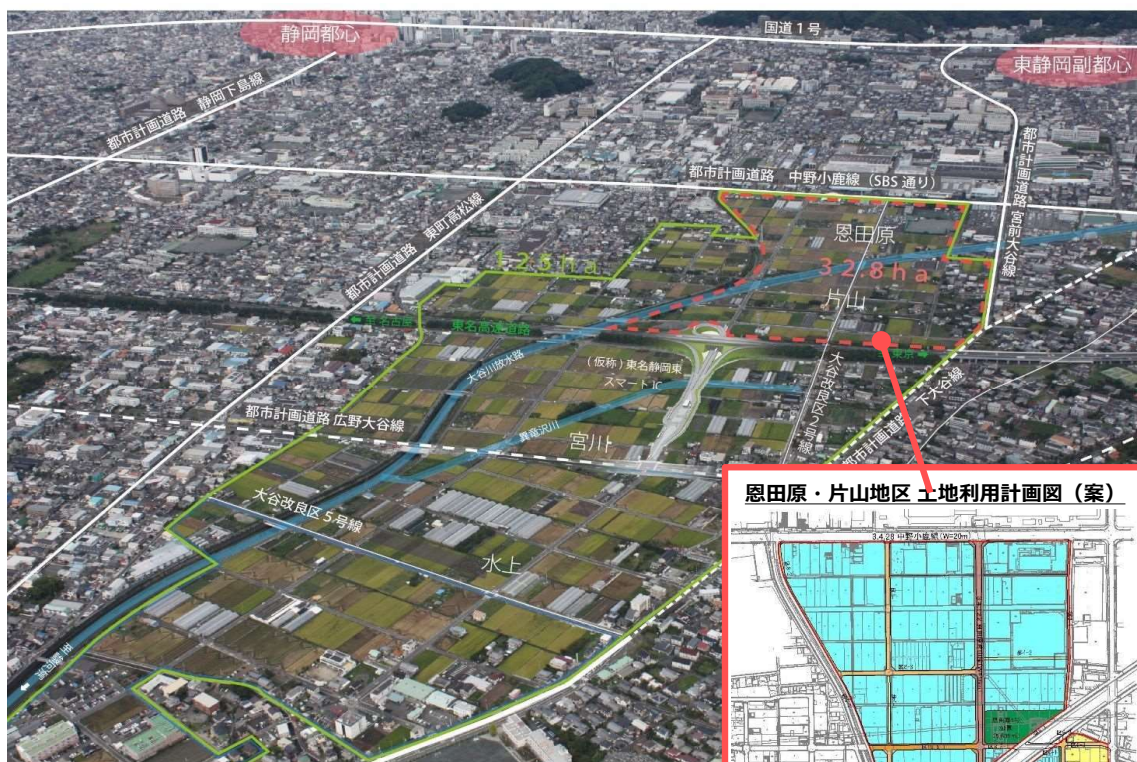 静岡都心
国道1号
東静岡副都心
都市計画道路 静岡下島線
都市計画道路 東町高松線
都市計画道路 中野小鹿線(SBS通り)
都市計画道路 宮前大谷線
恩田原
32.8ha
片山
東名高速道路
大谷川放水路
(仮称)東名静岡東
スマートIC
大谷改良区2号線
都市計画道路 下大谷線
都市計画道路 広野大谷線
宮川
大谷改良区5号線
水上
恩田原・片山地区 土地利用計画図(案)
3.4.28 中野小鹿線(W=20m)